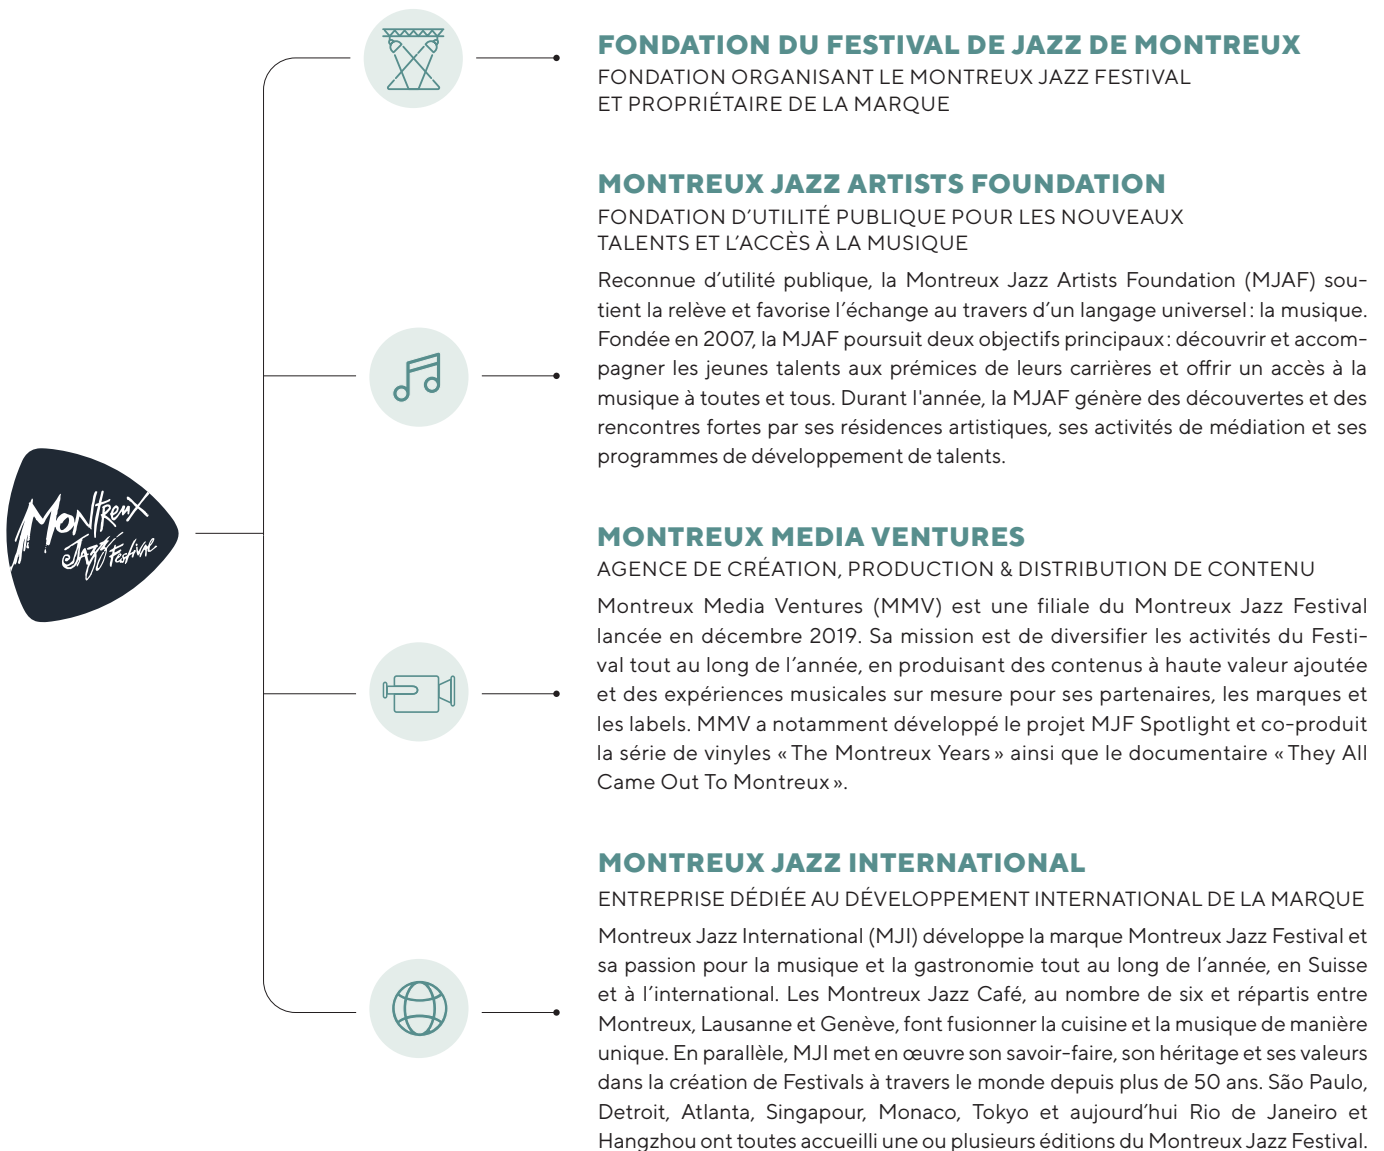 Montreux
Jazz Festival
FONDATION DU FESTIVAL DE JAZZ DE MONTREUX
FONDATION ORGANISANT LE MONTREUX JAZZ FESTIVAL
ET PROPRIÉTAIRE DE LA MARQUE
MONTREUX JAZZ ARTISTS FOUNDATION
FONDATION D’UTILITÉ PUBLIQUE POUR LES NOUVEAUX
TALENTS ET L’ACCÈS À LA MUSIQUE
Reconnue d’utilité publique, la Montreux Jazz Artists Foundation (MJAF) sou-
tient la relève et favorise l’échange au travers d’un langage universel : la musique.
Fondée en 2007, la MJAF poursuit deux objectifs principaux : découvrir et accom-
pagner les jeunes talents aux prémices de leurs carrières et offrir un accès à la
musique à toutes et tous. Durant l'année, la MJAF génère des découvertes et des
rencontres fortes par ses résidences artistiques, ses activités de médiation et ses
programmes de développement de talents.
MONTREUX MEDIA VENTURES
AGENCE DE CRÉATION, PRODUCTION & DISTRIBUTION DE CONTENU
Montreux Media Ventures (MMV) est une filiale du Montreux Jazz Festival
lancée en décembre 2019. Sa mission est de diversifier les activités du Festi-
val tout au long de l’année, en produisant des contenus à haute valeur ajoutée
et des expériences musicales sur mesure pour ses partenaires, les marques et
les labels. MMV a notamment développé le projet MJF Spotlight et co-produit
la série de vinyles « The Montreux Years » ainsi que le documentaire « They All
Came Out To Montreux ».
MONTREUX JAZZ INTERNATIONAL
ENTREPRISE DÉDIÉE AU DÉVELOPPEMENT INTERNATIONAL DE LA MARQUE
Montreux Jazz International (MJI) développe la marque Montreux Jazz Festival et
sa passion pour la musique et la gastronomie tout au long de l’année, en Suisse
et à l’international. Les Montreux Jazz Café, au nombre de six et répartis entre
Montreux, Lausanne et Genève, font fusionner la cuisine et la musique de manière
unique. En parallèle, MJI met en œuvre son savoir-faire, son héritage et ses valeurs
dans la création de Festivals à travers le monde depuis plus de 50 ans. São Paulo,
Detroit, Atlanta, Singapour, Monaco, Tokyo et aujourd’hui Rio de Janeiro et
Hangzhou ont toutes accueilli une ou plusieurs éditions du Montreux Jazz Festival.